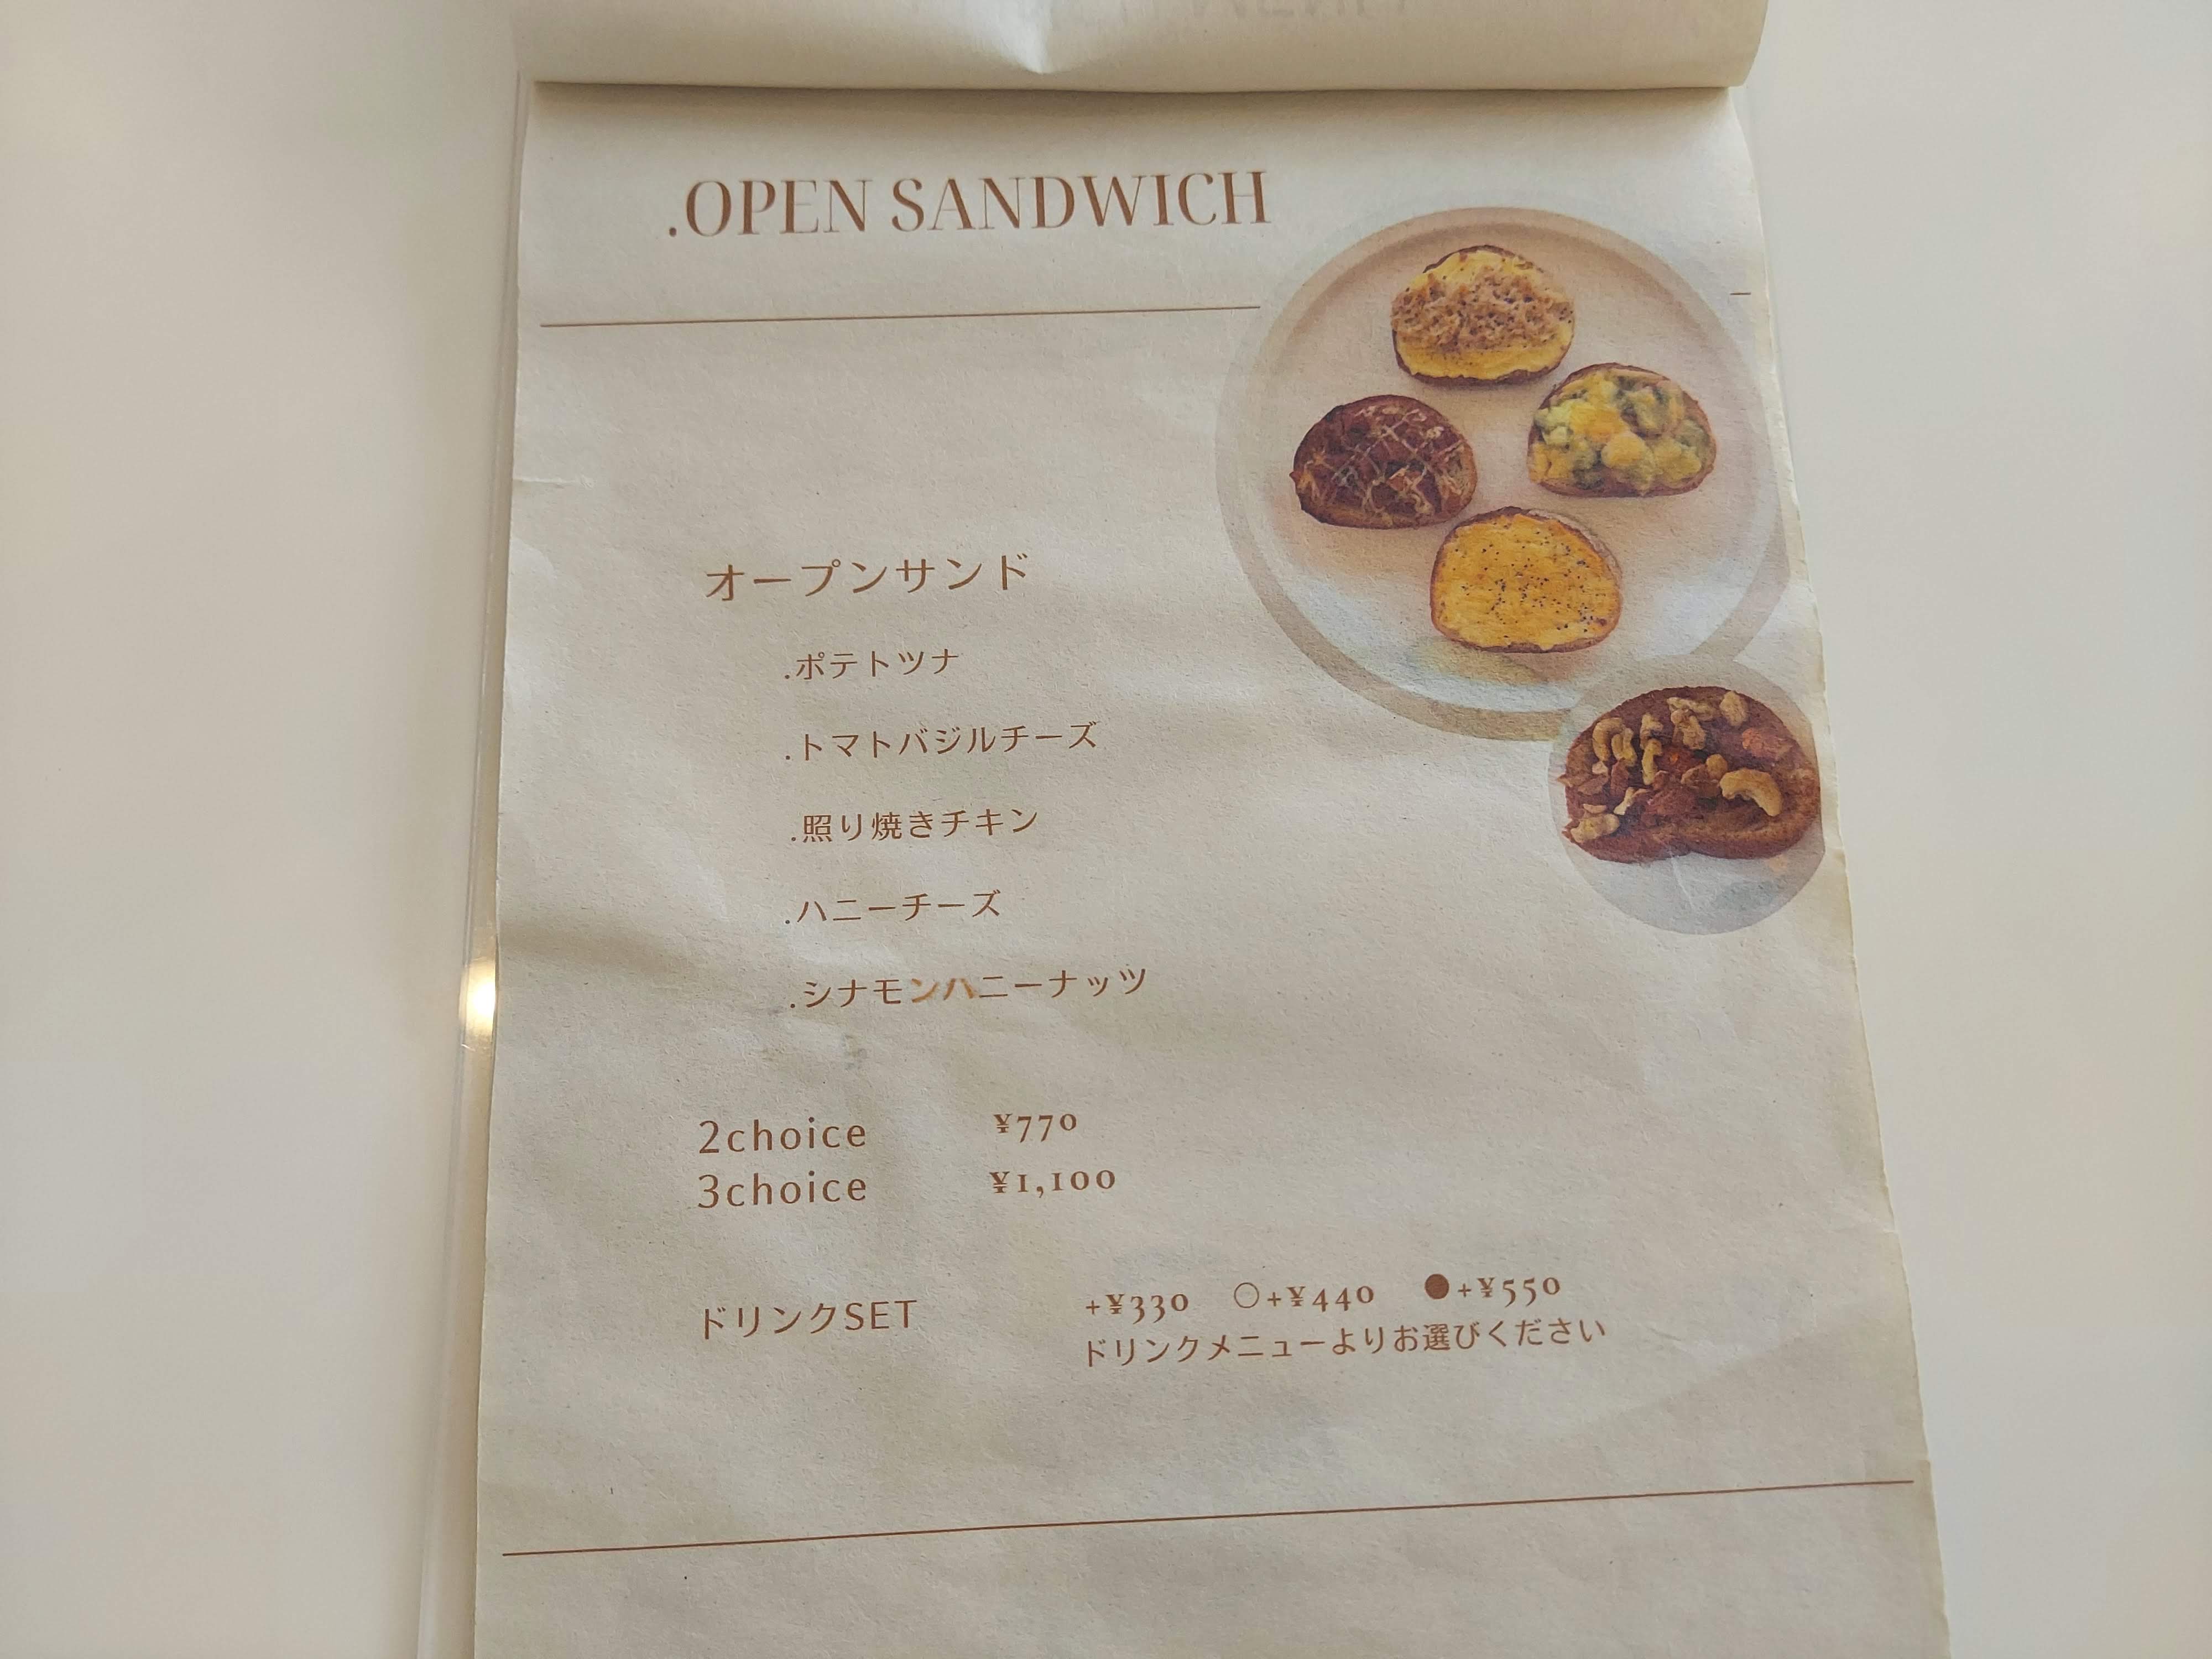 .OPEN SANDWICH
オープンサンド
.ポテトツナ
.トマトバジルチーズ
.照り焼きチキン
.ハニーチーズ
.シナモンハニーナッツ
2choice ¥770
3choice ¥1,100
ドリンクSET +¥330 ○+¥440 ●+¥550
ドリンクメニューよりお選びください